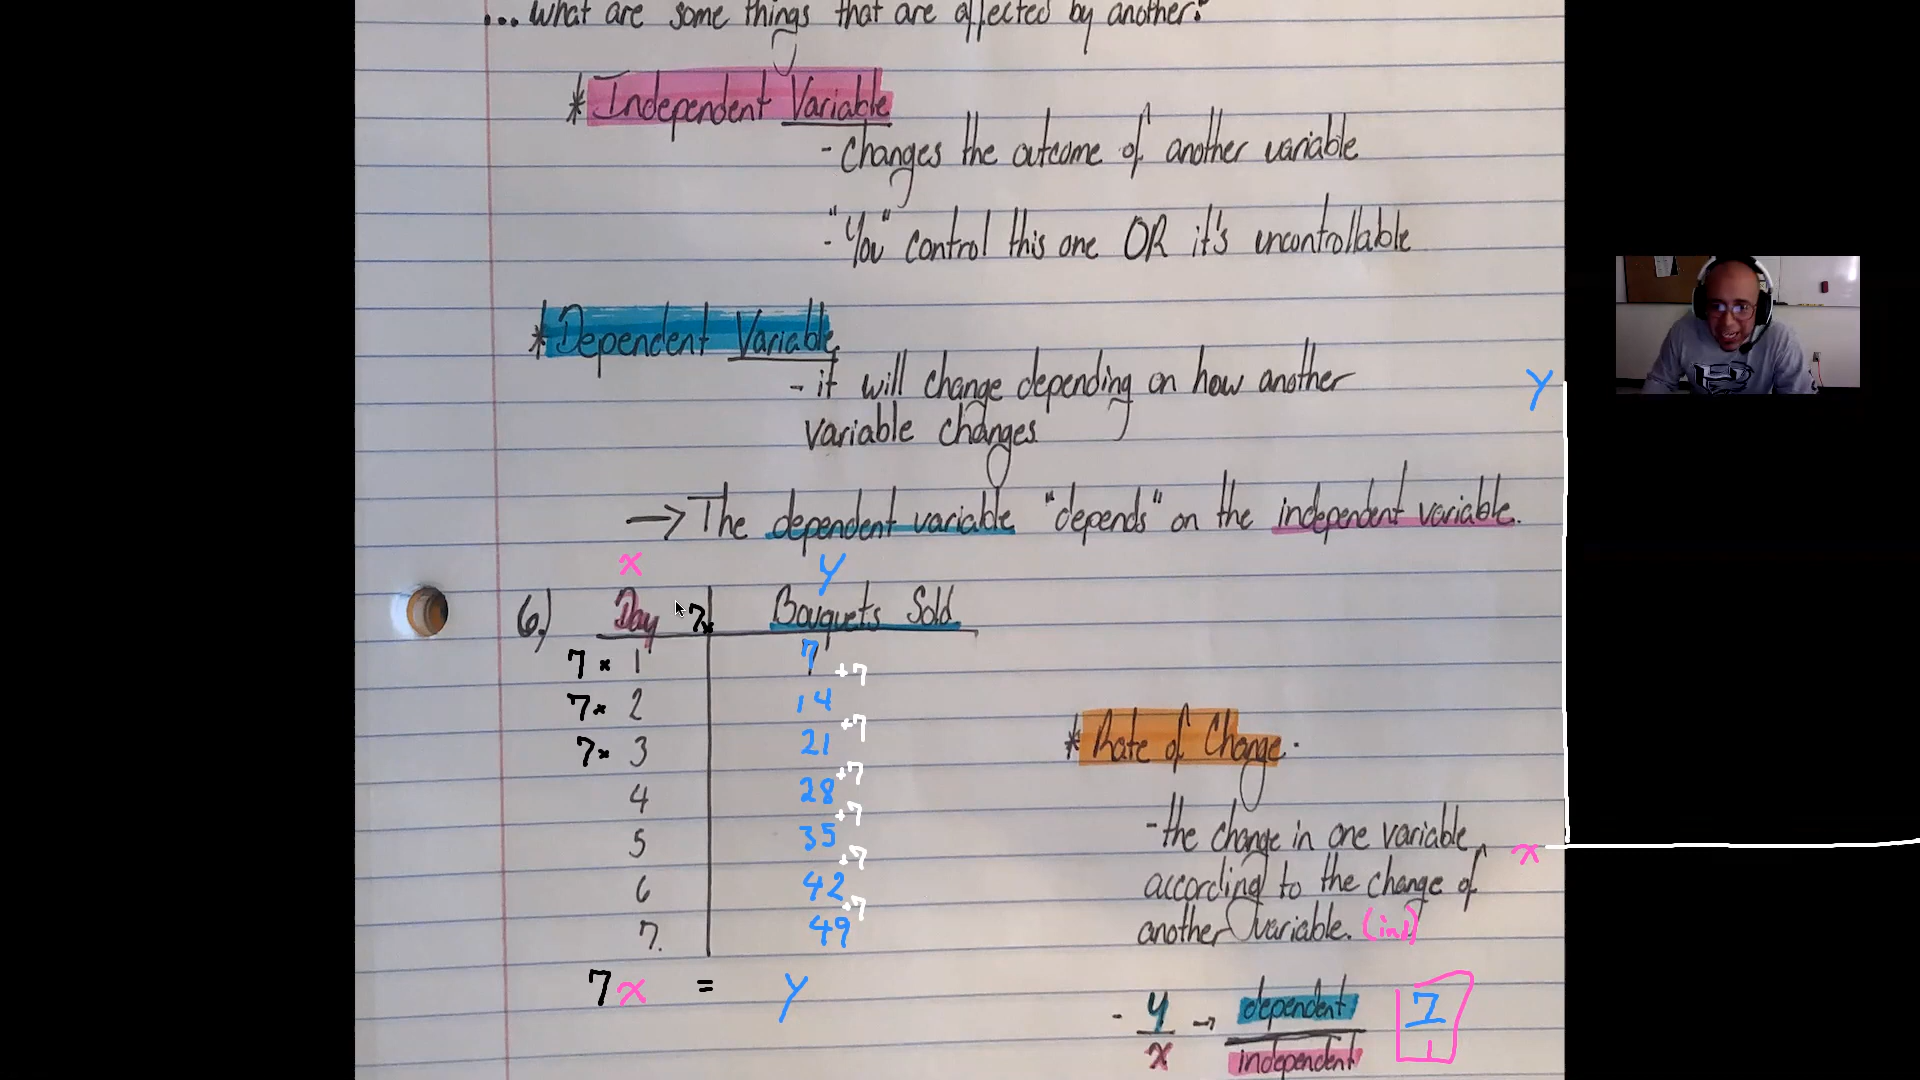 ...what are some things that are affected by another?
* Independent Variable
- changes the outcome of another variable
- "You" control this one OR it's uncontrollable
* Dependent Variable
- it will change depending on how another
variable changes.
→ The dependent variable "depends" on the independent variable.
x y
6.) Day 7x Bouquets Sold
7 × 1 7 +7
7 × 2 14 +7
7 × 3 21 +7
4 28 +7
5 35 +7
6 42 +7
7. 49
7x = y
y
x
* Rate of Change.
- the change in one variable
according to the change of
another variable. (ind)
- y/x → dependent/independent 7/1